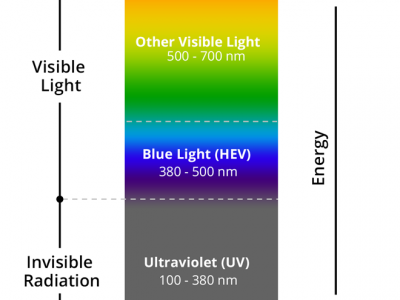 Visible
Light
Other Visible Light
500 - 700 nm
Blue Light (HEV)
380 - 500 nm
Energy
Invisible
Radiation
Ultraviolet (UV)
100 - 380 nm